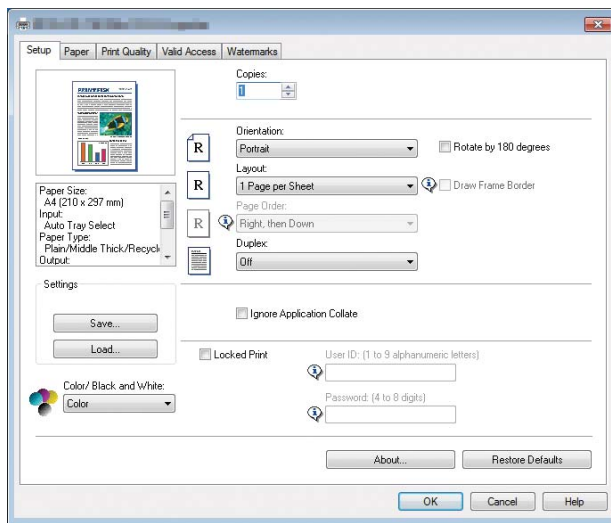 Setup
Paper
Print Quality
Valid Access
Watermarks
Copies:
1
Orientation:
R
Portrait
Rotate by 180 degrees
Layout:
R
1 Page per Sheet
Draw Frame Border
Page Order:
R
Right, then Down
Duplex:
Off
Paper Size:
A4 (210 x 297 mm)
Input:
Auto Tray Select
Paper Type:
Plain/Middle Thick/Recycl
Output:
Settings
Save...
Load...
Color/ Black and White:
Color
Ignore Application Collate
Locked Print
User ID: (1 to 9 alphanumeric letters)
Password: (4 to 8 digits)
About...
Restore Defaults
OK
Cancel
Help